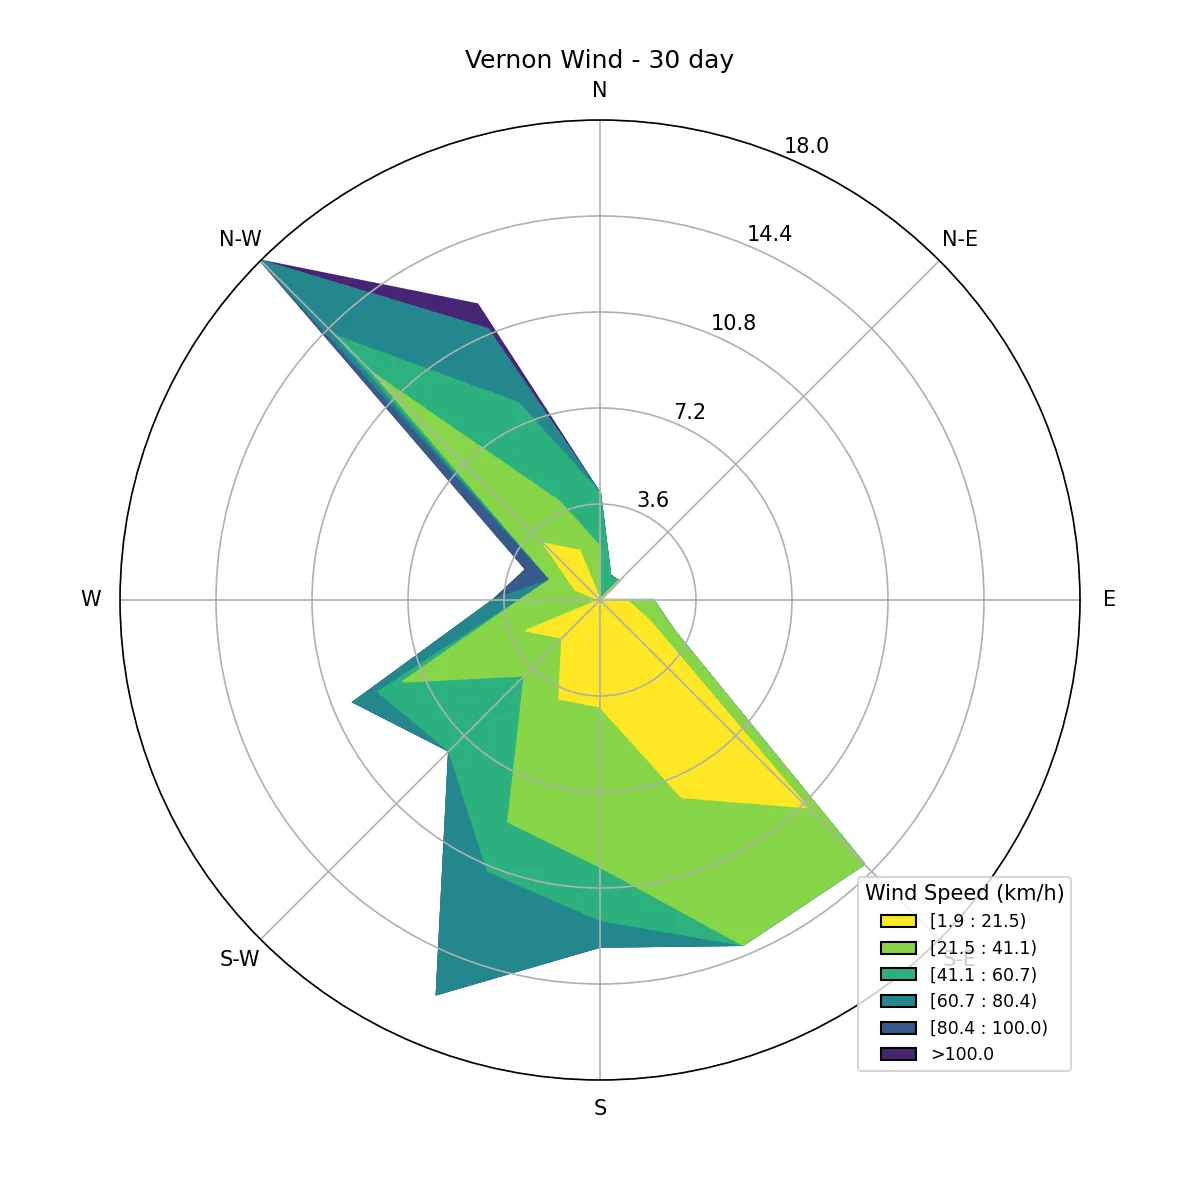 Vernon Wind - 30 day
N
18.0
14.4
N-W
N-E
10.8
7.2
3.6
W
E
Wind Speed (km/h)
[1.9 : 21.5)
[21.5 : 41.1)
S-W
S-E
[41.1 : 60.7)
[60.7 : 80.4)
[80.4 : 100.0)
>100.0
S